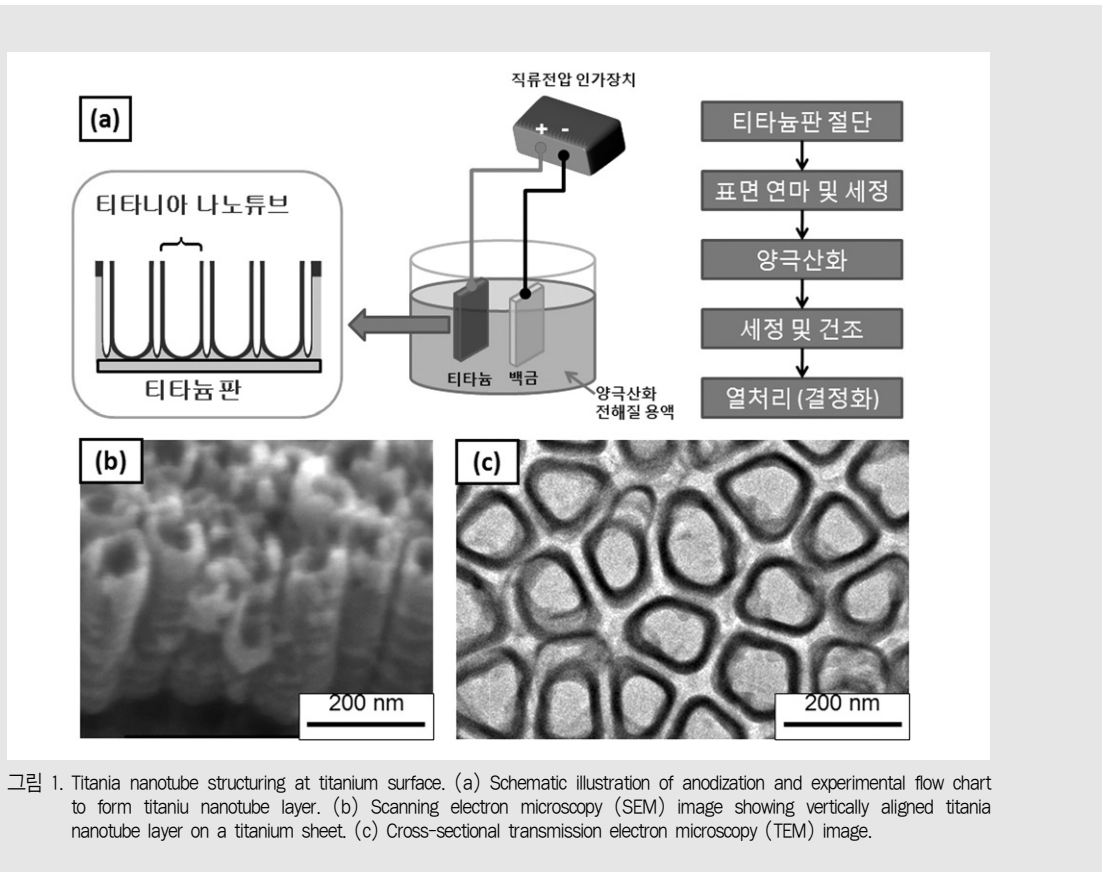 (a)
직류전압 인가장치
+ -
티타니아 나노튜브
티타늄판
티타늄 백금
양극산화
전해질 용액
티타늄판 절단
표면 연마 및 세정
양극산화
세정 및 건조
열처리 (결정화)
(b)
200 nm
(c)
200 nm
그림 1. Titania nanotube structuring at titanium surface. (a) Schematic illustration of anodization and experimental flow chart
to form titaniu nanotube layer. (b) Scanning electron microscopy (SEM) image showing vertically aligned titania
nanotube layer on a titanium sheet. (c) Cross-sectional transmission electron microscopy (TEM) image.